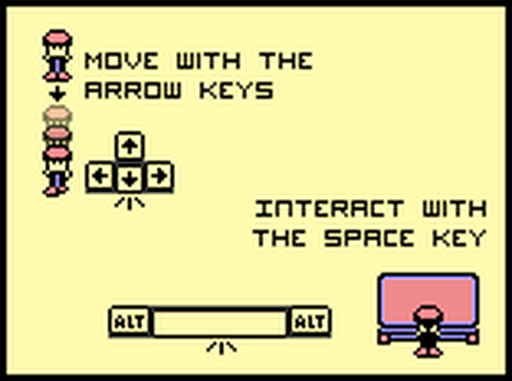 MOVE WITH THE
ARROW KEYS
INTERACT WITH
THE SPACE KEY
ALT ALT